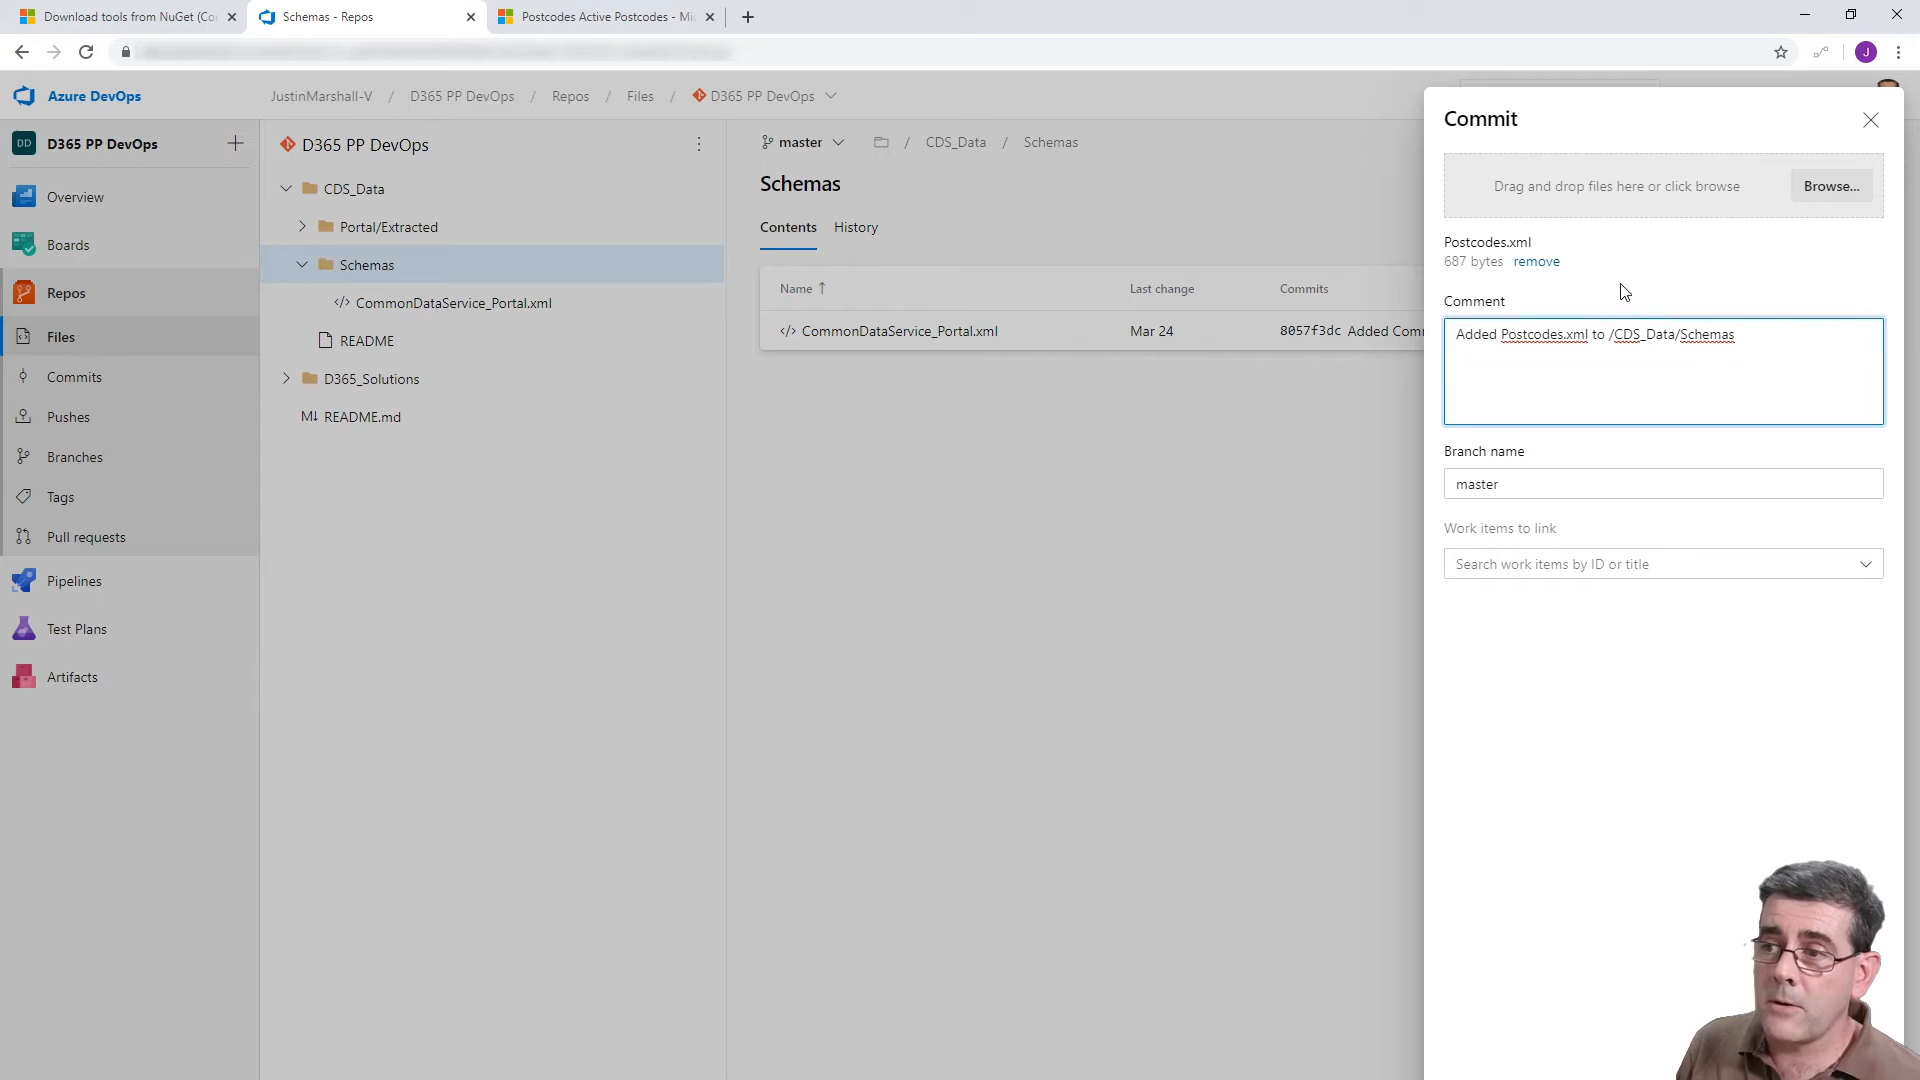 Download tools from NuGet (Co
Schemas - Repos
Postcodes Active Postcodes - Mi
J
Azure DevOps
JustinMarshall-V / D365 PP DevOps / Repos / Files / D365 PP DevOps
DD D365 PP DevOps
Overview
Boards
Repos
Files
Commits
Pushes
Branches
Tags
Pull requests
Pipelines
Test Plans
Artifacts
D365 PP DevOps
CDS_Data
Portal/Extracted
Schemas
CommonDataService_Portal.xml
README
D365_Solutions
README.md
master / CDS_Data / Schemas
Schemas
Contents History
Name ↑ Last change Commits
CommonDataService_Portal.xml Mar 24 8057f3dc Added Comr
Commit
Drag and drop files here or click browse
Browse...
Postcodes.xml
687 bytes remove
Comment
Added Postcodes.xml to /CDS_Data/Schemas
Branch name
master
Work items to link
Search work items by ID or title